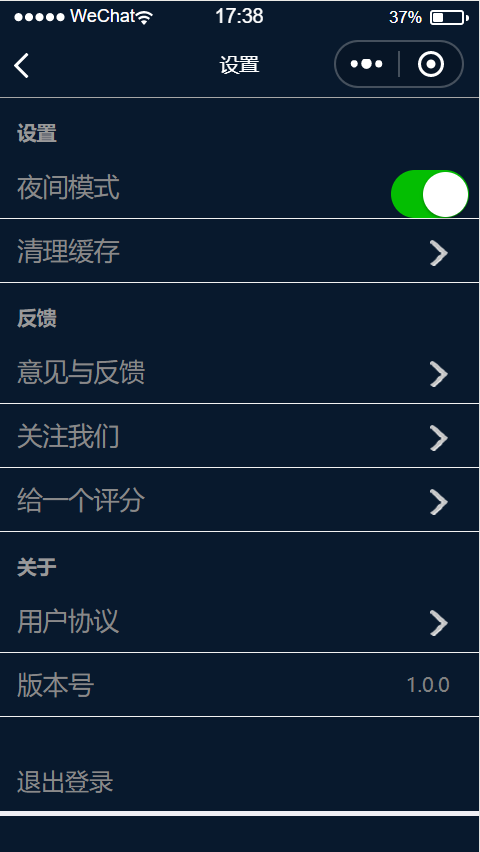 WeChat 17:38 37%
设置
设置
夜间模式
清理缓存
反馈
意见与反馈
关注我们
给一个评分
关于
用户协议
版本号 1.0.0
退出登录